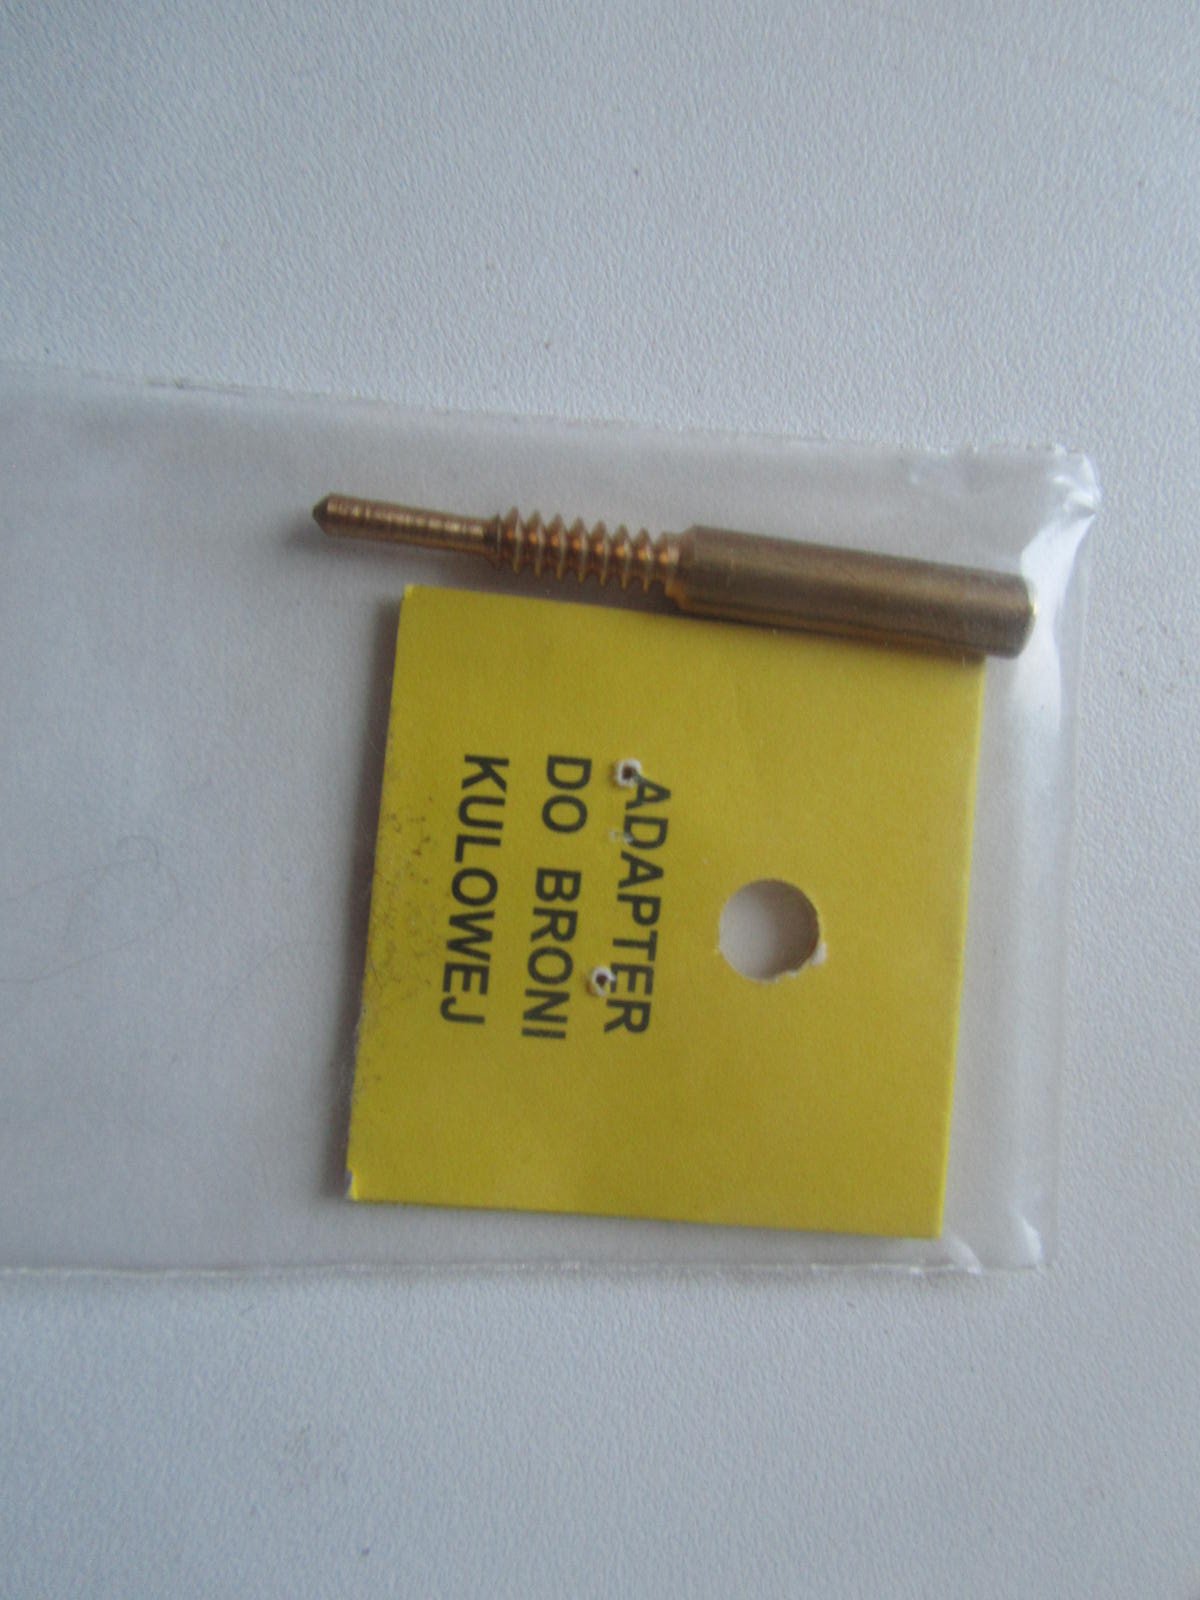 ADAPTER
DO BRONI
KULOWEJ